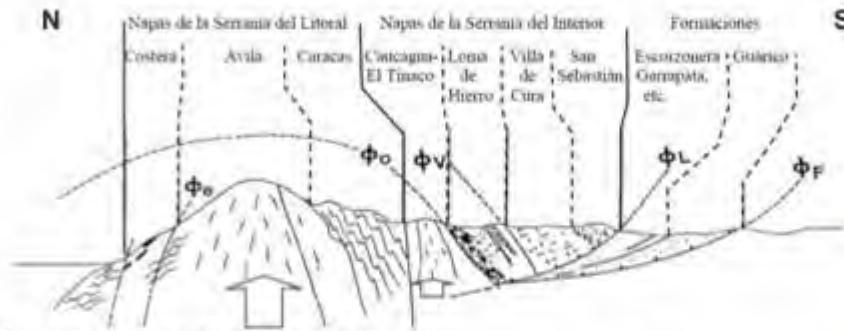 N
Napas de la Serranía del Litoral
Napas de la Serranía del Interior
Formaciones
S
Costera
Avila
Caracas
Caucagua-
El Tinaco
Loma
de
Hierro
Villa
de
Cura
San
Sebastián
Escorzonera
Garrapata,
etc.
Guárico
ϕo
ϕo
ϕV
ϕL
ϕF